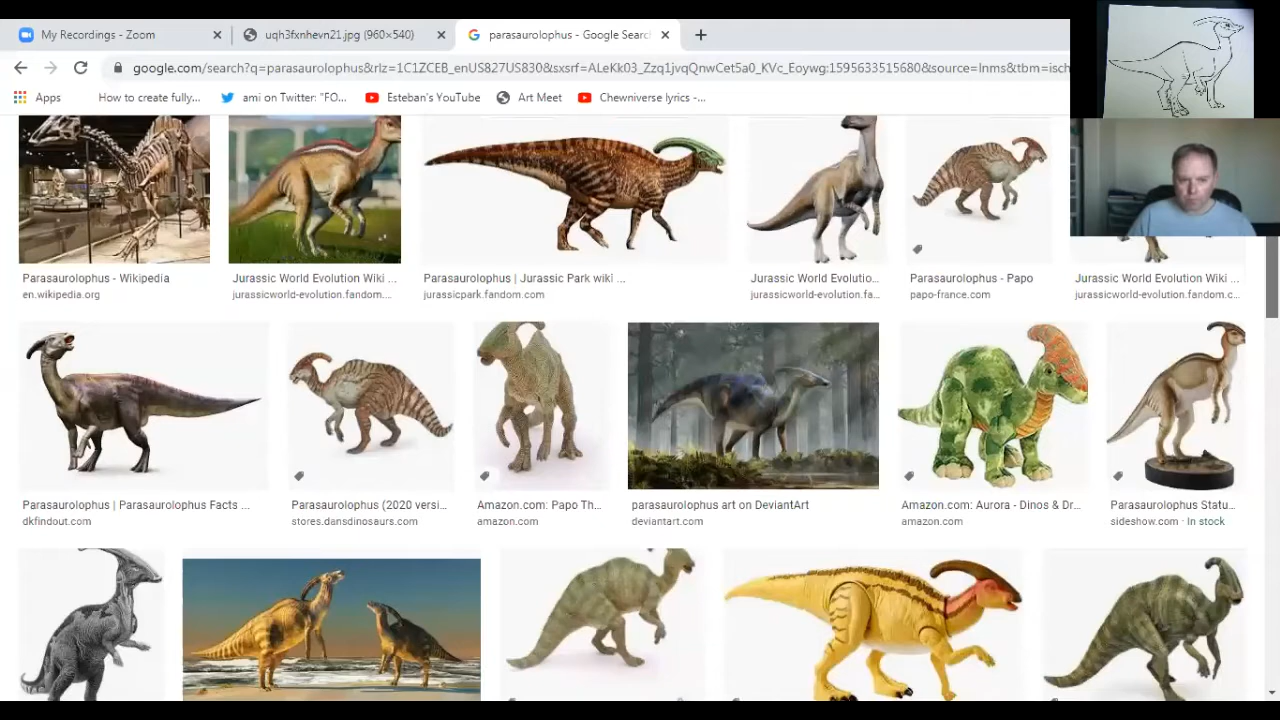 My Recordings - Zoom
uqh3fxnhevn21.jpg (960×540)
parasaurolophus - Google Searc
google.com/search?q=parasaurolophus&rlz=1C1ZCEB_enUS827US830&sxsrf=ALeKk03_Zzq1jvqQnwCet5a0_KVc_Eoywg:1595633515680&source=lnms&tbm=isch
Apps
How to create fully...
ami on Twitter: "FO...
Esteban's YouTube
Art Meet
Chewniverse lyrics -...
Parasaurolophus - Wikipedia
en.wikipedia.org
Jurassic World Evolution Wiki ...
jurassicworld-evolution.fandom....
Parasaurolophus | Jurassic Park wiki ...
jurassicpark.fandom.com
Jurassic World Evolutio...
jurassicworld-evolution.fa...
Parasaurolophus - Papo
papo-france.com
Jurassic World Evolution Wiki ...
jurassicworld-evolution.fandom.c...
Parasaurolophus | Parasaurolophus Facts ...
dkfindout.com
Parasaurolophus (2020 versi...
stores.dansdinosaurs.com
Amazon.com: Papo Th...
amazon.com
parasaurolophus art on DeviantArt
deviantart.com
Amazon.com: Aurora - Dinos & Dr...
amazon.com
Parasaurolophus Statu...
sideshow.com · In stock